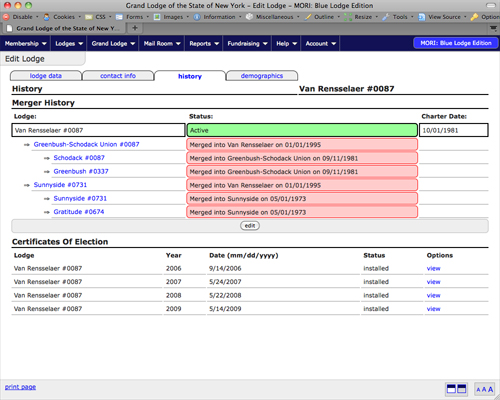 Grand Lodge of the State of New York - Edit Lodge - MORI: Blue Lodge Edition
Disable Cookies CSS Forms Images Information Miscellaneous Outline Resize Tools View Source Options
Grand Lodge of the State of New Y...
Membership Lodges Grand Lodge Mail Room Reports Fundraising Help Account MORI: Blue Lodge Edition
Edit Lodge
lodge data contact info history demographics
History Van Rensselaer #0087
Merger History
Lodge: Status: Charter Date:
Van Rensselaer #0087 Active 10/01/1981
⇒ Greenbush-Schodack Union #0087 Merged into Van Rensselaer on 01/01/1995
⇒ Schodack #0087 Merged into Greenbush-Schodack Union on 09/11/1981
⇒ Greenbush #0337 Merged into Greenbush-Schodack Union on 09/11/1981
⇒ Sunnyside #0731 Merged into Van Rensselaer on 01/01/1995
⇒ Sunnyside #0731 Merged into Sunnyside on 05/01/1973
⇒ Gratitude #0674 Merged into Sunnyside on 05/01/1973
edit
Certificates Of Election
Lodge Year Date (mm/dd/yyyy) Status Options
Van Rensselaer #0087 2006 9/14/2006 installed view
Van Rensselaer #0087 2007 5/24/2007 installed view
Van Rensselaer #0087 2008 5/22/2008 installed view
Van Rensselaer #0087 2009 5/14/2009 installed view
print page A A A